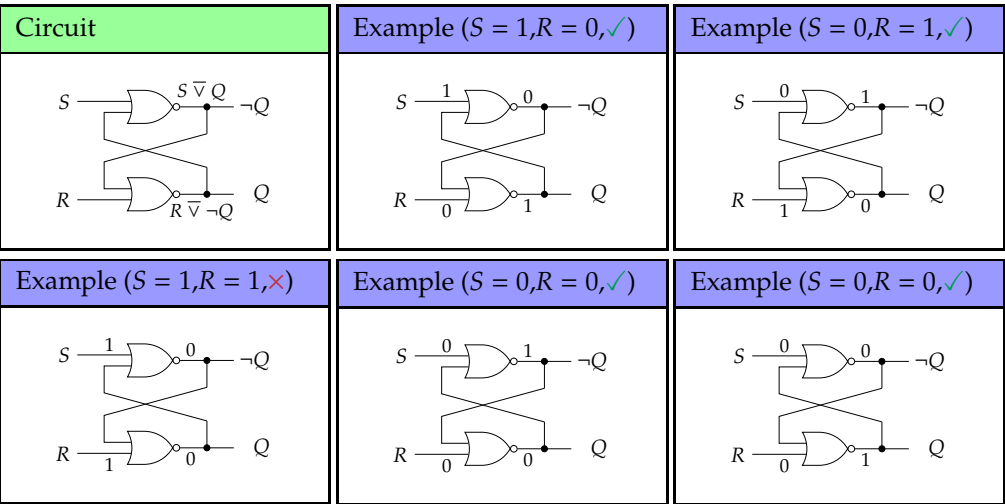 Circuit
S
S ⊽ Q
¬Q
R
R ⊽ ¬Q
Q
Example (S = 1,R = 0,✓)
S
1
0
¬Q
R
0
1
Q
Example (S = 0,R = 1,✓)
S
0
1
¬Q
R
1
0
Q
Example (S = 1,R = 1,×)
S
1
0
¬Q
R
1
0
Q
Example (S = 0,R = 0,✓)
S
0
1
¬Q
R
0
0
Q
Example (S = 0,R = 0,✓)
S
0
0
¬Q
R
0
1
Q